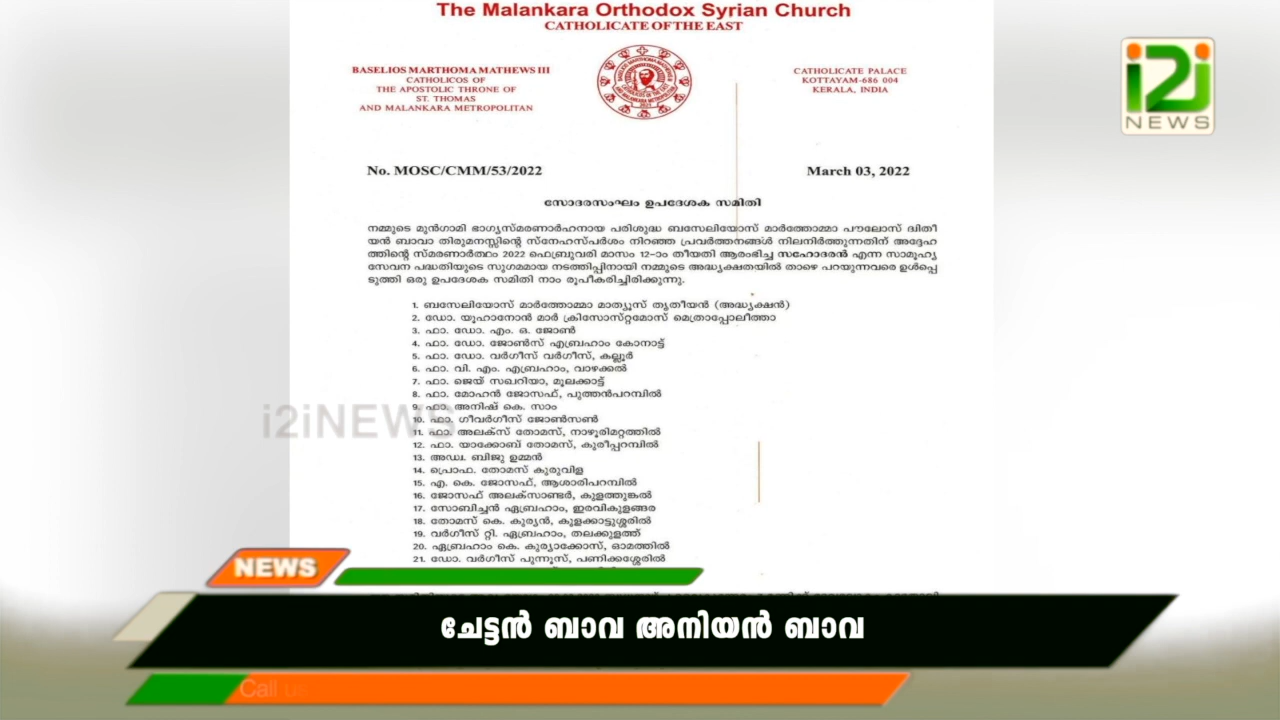 The Malankara Orthodox Syrian Church
CATHOLICATE OF THE EAST
BASELIOS MARTHOMA MATHEWS III
CATHOLICOS OF
THE APOSTOLIC THRONE OF
ST. THOMAS
AND MALANKARA METROPOLITAN
CATHOLICATE PALACE
KOTTAYAM-686 004
KERALA, INDIA
i2i
NEWS
No. MOSC/CMM/53/2022
March 03, 2022
സോദരസംഘം ഉപദേശക സമിതി
നമ്മുടെ മുൻഗാമി ഭാഗ്യസ്മരണാർഹനായ പരിശുദ്ധ ബസേലിയോസ് മാർത്തോമ്മാ പൗലോസ് ദ്വിതീ
യൻ ബാവാ തിരുമനസ്സിന്റെ സ്നേഹസ്പർശം നിറഞ്ഞ പ്രവർത്തനങ്ങൾ നിലനിർത്തുന്നതിന് അദ്ദേഹ
ത്തിന്റെ സ്മരണാർത്ഥം 2022 ഫെബ്രുവരി മാസം 12-ാം തീയതി ആരംഭിച്ച സഹോദരൻ എന്ന സാമൂഹ്യ
സേവന പദ്ധതിയുടെ സുഗമമായ നടത്തിപ്പിനായി നമ്മുടെ അദ്ധ്യക്ഷതയിൽ താഴെ പറയുന്നവരെ ഉൾപ്പെ
ടുത്തി ഒരു ഉപദേശക സമിതി നാം രൂപീകരിച്ചിരിക്കുന്നു.
1. ബസേലിയോസ് മാർത്തോമ്മാ മാത്യൂസ് തൃതീയൻ (അദ്ധ്യക്ഷൻ)
2. ഡോ. യൂഹാനോൻ മാർ ക്രിസോസ്റ്റമോസ് മെത്രാപ്പോലീത്താ
3. ഫാ. ഡോ. എം. ഒ. ജോൺ
4. ഫാ. ഡോ. ജോൺസ് എബ്രഹാം കോനാട്ട്
5. ഫാ. ഡോ. വർഗീസ് വർഗീസ്, കല്ലൂർ
6. ഫാ. വി. എം. എബ്രഹാം, വാഴക്കൽ
7. ഫാ. ജെയ് സഖറിയാ, മൂലക്കാട്ട്
8. ഫാ. മോഹൻ ജോസഫ്, പുത്തൻപറമ്പിൽ
9. ഫാ. അനിഷ് കെ. സാം
10. ഫാ. ഗീവർഗീസ് ജോൺസൺ
11. ഫാ. അലക്സ് തോമസ്, നാഴൂരിമറ്റത്തിൽ
12. ഫാ. യാക്കോബ് തോമസ്, കുരീപ്പറമ്പിൽ
13. അഡ്വ. ബിജു ഉമ്മൻ
14. പ്രൊഫ. തോമസ് കുരുവിള
15. എ. കെ. ജോസഫ്, ആശാരിപറമ്പിൽ
16. ജോസഫ് അലക്സാണ്ടർ, കുളത്തുങ്കൽ
17. സോബിച്ചൻ ഏബ്രഹാം, ഇരവികുളങ്ങര
18. തോമസ് കെ. കുര്യൻ, കുളക്കാട്ടുശ്ശരിൽ
19. വർഗീസ് റ്റി. ഏബ്രഹാം, തലക്കുളത്ത്
20. ഏബ്രഹാം കെ. കുര്യാക്കോസ്, ഓമത്തിൽ
21. ഡോ. വർഗീസ് പുന്നൂസ്, പണിക്കശ്ശേരിൽ
i2iNEWS
NEWS
ചേട്ടൻ ബാവ അനിയൻ ബാവ
Call us